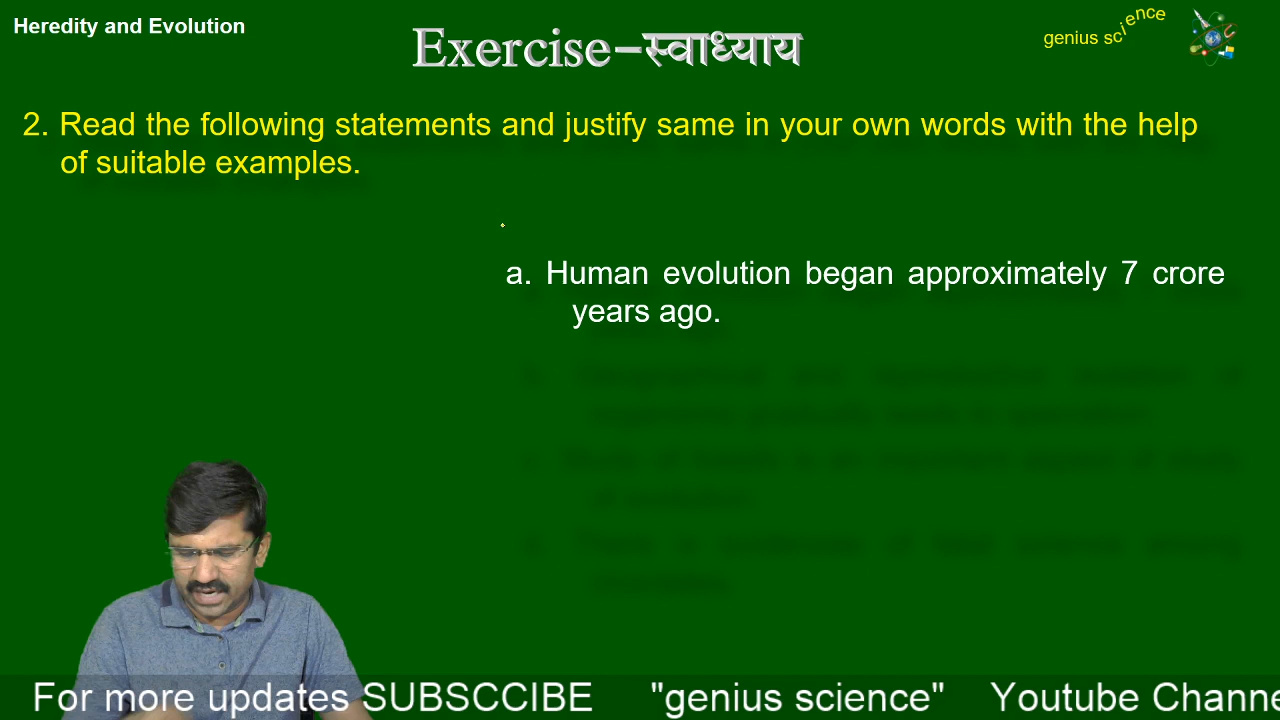 Heredity and Evolution
Exercise-स्वाध्याय
genius science
2. Read the following statements and justify same in your own words with the help
of suitable examples.
a. Human evolution began approximately 7 crore
years ago.
For more updates SUBSCCIBE "genius science" Youtube Channe